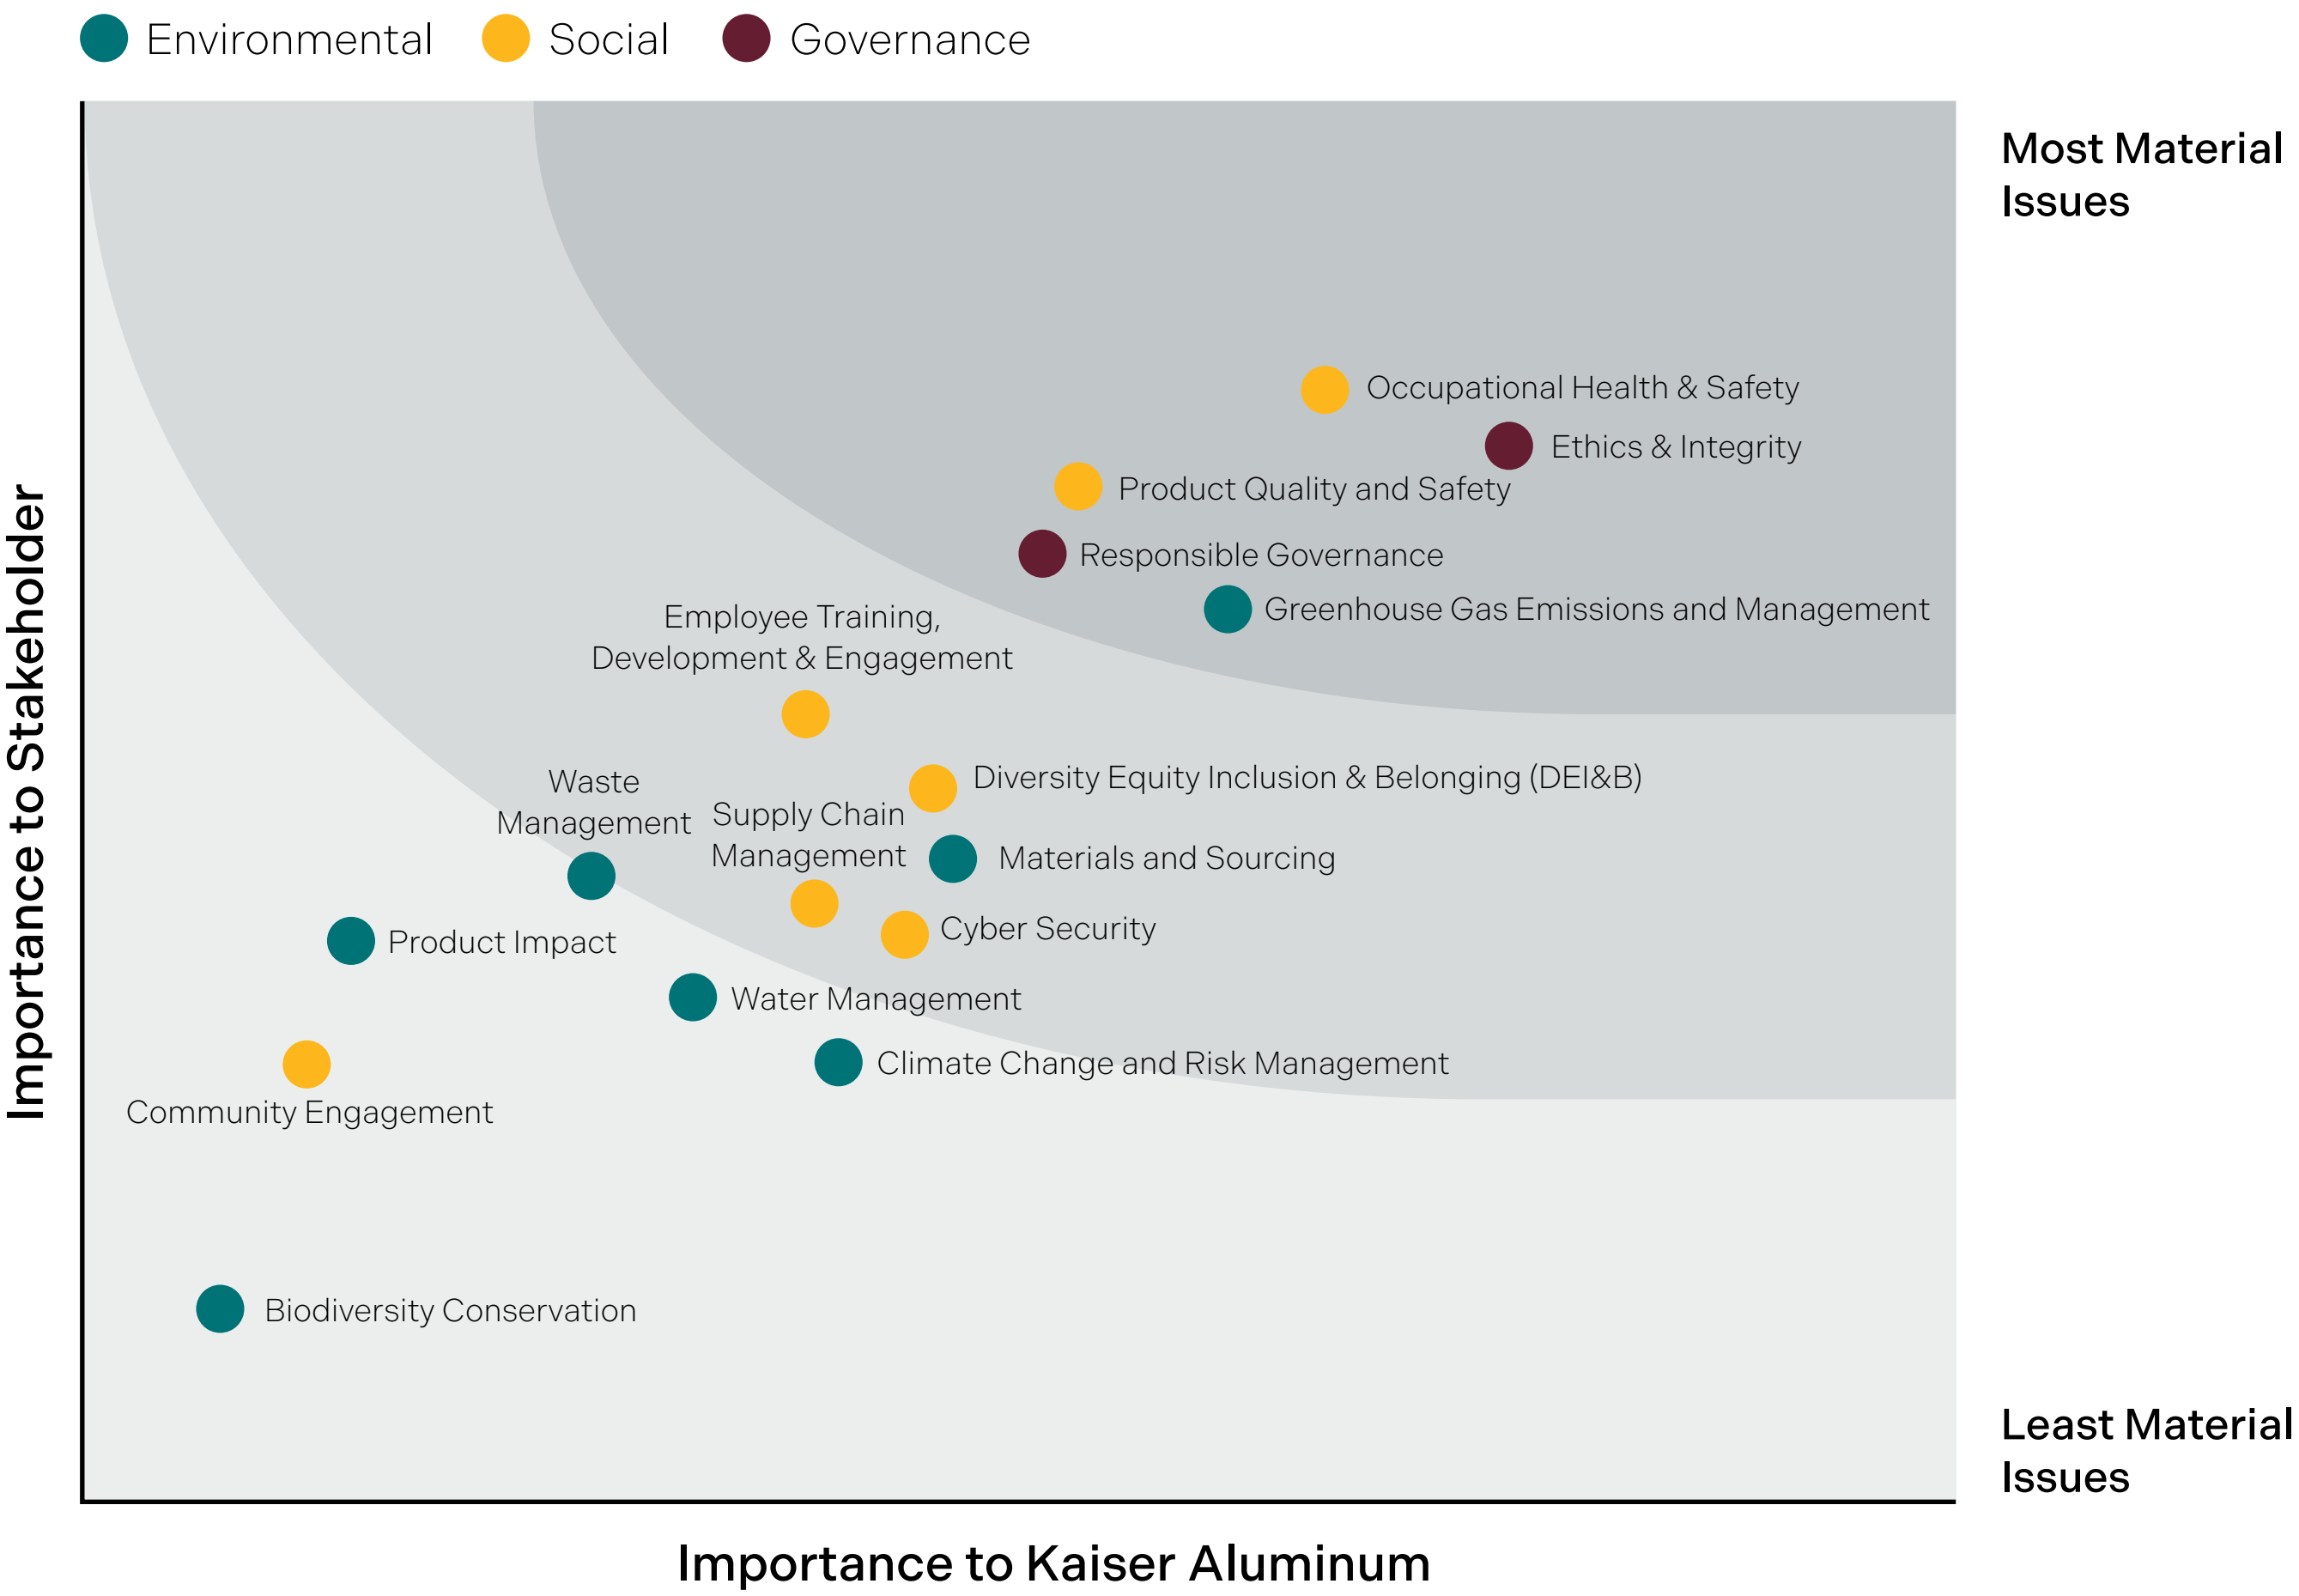 Environmental
Social
Governance
Most Material
Issues
Importance to Stakeholder
Occupational Health & Safety
Ethics & Integrity
Product Quality and Safety
Responsible Governance
Greenhouse Gas Emissions and Management
Employee Training,
Development & Engagement
Diversity Equity Inclusion & Belonging (DEI&B)
Waste
Management
Supply Chain
Management
Materials and Sourcing
Cyber Security
Product Impact
Water Management
Climate Change and Risk Management
Community Engagement
Biodiversity Conservation
Least Material
Issues
Importance to Kaiser Aluminum